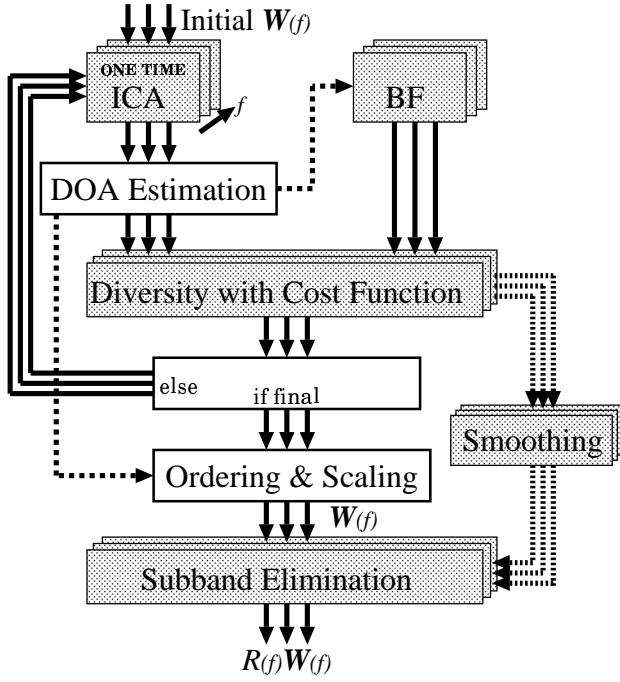 Initial W(f)
ONE TIME
ICA
f
BF
DOA Estimation
Diversity with Cost Function
else
if final
Smoothing
Ordering & Scaling
W(f)
Subband Elimination
R(f)W(f)